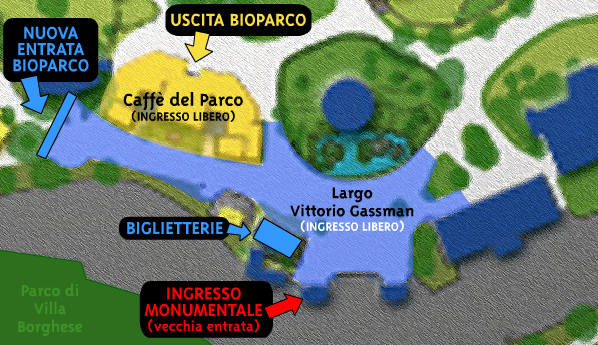 USCITA BIOPARCO
NUOVA
ENTRATA
BIOPARCO
Caffè del Parco
(INGRESSO LIBERO)
Largo
Vittorio Gassman
(INGRESSO LIBERO)
BIGLIETTERIE
INGRESSO
MONUMENTALE
(vecchia entrata)
Parco di
Villa
Borghese